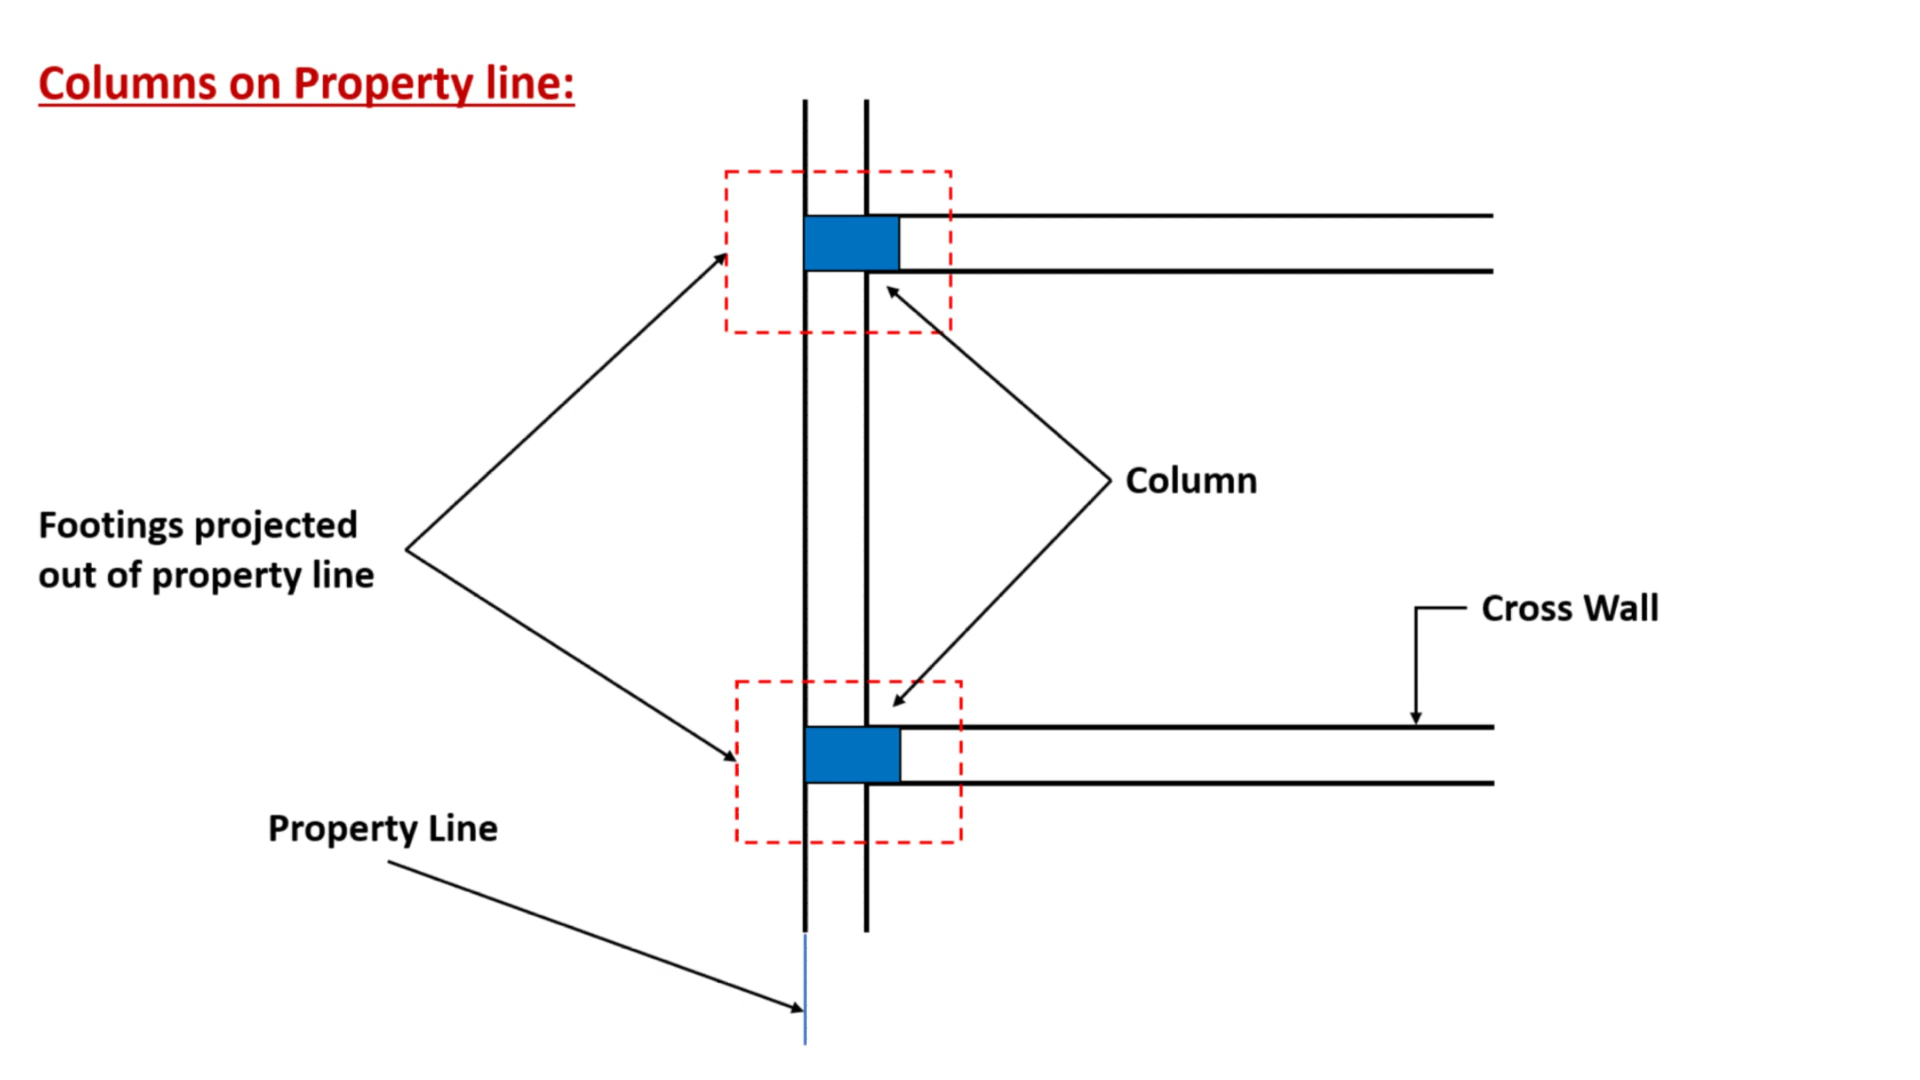 Columns on Property line:
Column
Footings projected
out of property line
Cross Wall
Property Line